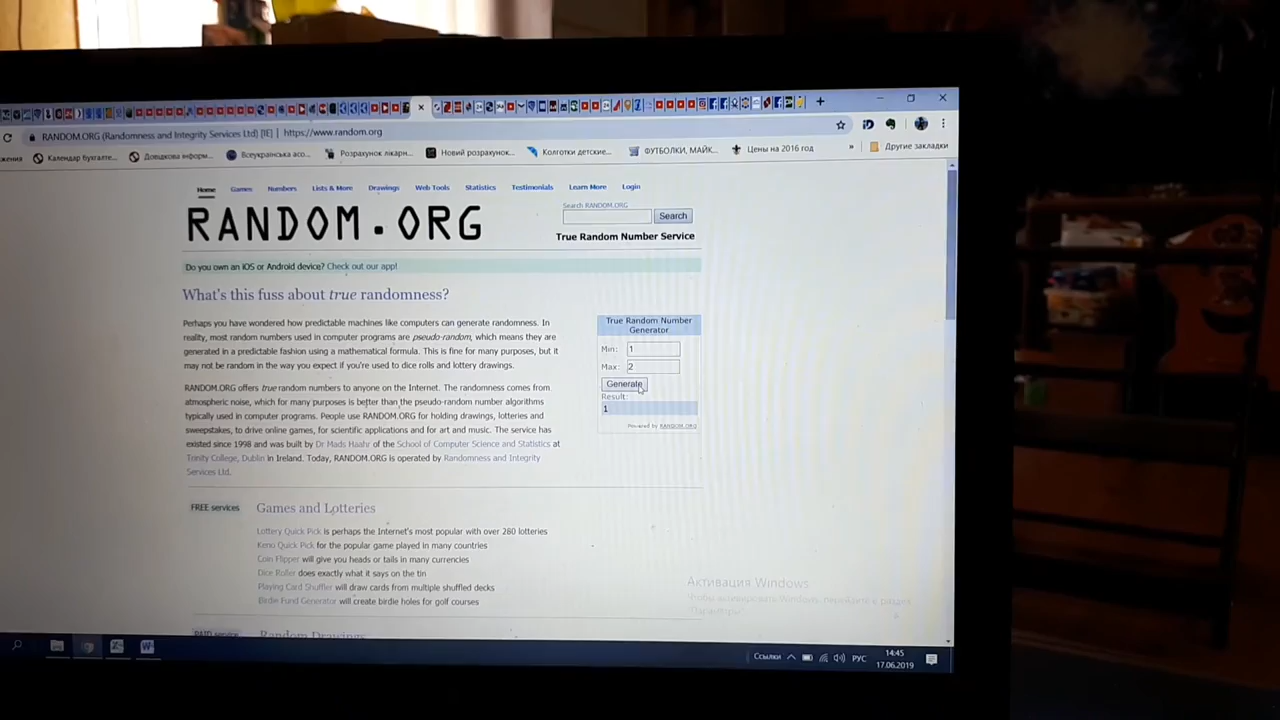 RANDOM.ORG (Randomness and Integrity Services Ltd) [IE] | https://www.random.org
Календар бухгалте... Довідкова інформ... Всеукраїнська асо... Розрахунок лікарн... Новий розрахунок... Колготки детские... ФУТБОЛКИ, МАЙК... Цены на 2016 год » Другие закладки
Home Games Numbers Lists & More Drawings Web Tools Statistics Testimonials Learn More Login
Search RANDOM.ORG
RANDOM.ORG
Search
True Random Number Service
Do you own an iOS or Android device? Check out our app!
What's this fuss about true randomness?
Perhaps you have wondered how predictable machines like computers can generate randomness. In
reality, most random numbers used in computer programs are pseudo-random, which means they are
generated in a predictable fashion using a mathematical formula. This is fine for many purposes, but it
may not be random in the way you expect if you're used to dice rolls and lottery drawings.
RANDOM.ORG offers true random numbers to anyone on the Internet. The randomness comes from
atmospheric noise, which for many purposes is better than the pseudo-random number algorithms
typically used in computer programs. People use RANDOM.ORG for holding drawings, lotteries and
sweepstakes, to drive online games, for scientific applications and for art and music. The service has
existed since 1998 and was built by Dr Mads Haahr of the School of Computer Science and Statistics at
Trinity College, Dublin in Ireland. Today, RANDOM.ORG is operated by Randomness and Integrity
Services Ltd.
True Random Number
Generator
Min: 1
Max: 2
Generate
Result:
1
Powered by RANDOM.ORG
FREE services
Games and Lotteries
Lottery Quick Pick is perhaps the Internet's most popular with over 280 lotteries
Keno Quick Pick for the popular game played in many countries
Coin Flipper will give you heads or tails in many currencies
Dice Roller does exactly what it says on the tin
Playing Card Shuffler will draw cards from multiple shuffled decks
Birdie Fund Generator will create birdie holes for golf courses
PAID service
Random Drawings
Активация Windows
Чтобы активировать Windows, перейдите в раздел
"Параметры".
Ссылки РУС
14:45
17.06.2019